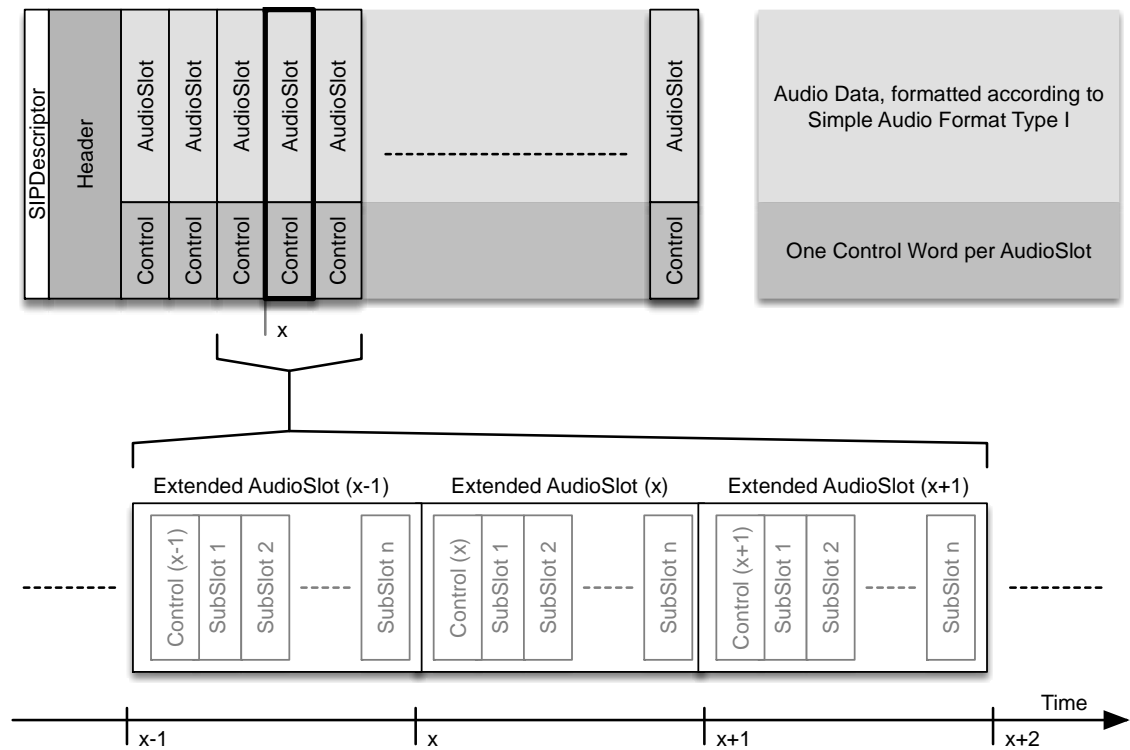 SIPDescriptor
Header
AudioSlot
AudioSlot
AudioSlot
AudioSlot
AudioSlot
AudioSlot
Control
Control
Control
Control
Control
Control
Audio Data, formatted according to
Simple Audio Format Type I
One Control Word per AudioSlot
x
Extended AudioSlot (x-1)
Extended AudioSlot (x)
Extended AudioSlot (x+1)
Control (x-1)
SubSlot 1
SubSlot 2
SubSlot n
Control (x)
SubSlot 1
SubSlot 2
SubSlot n
Control (x+1)
SubSlot 1
SubSlot 2
SubSlot n
Time
x-1
x
x+1
x+2